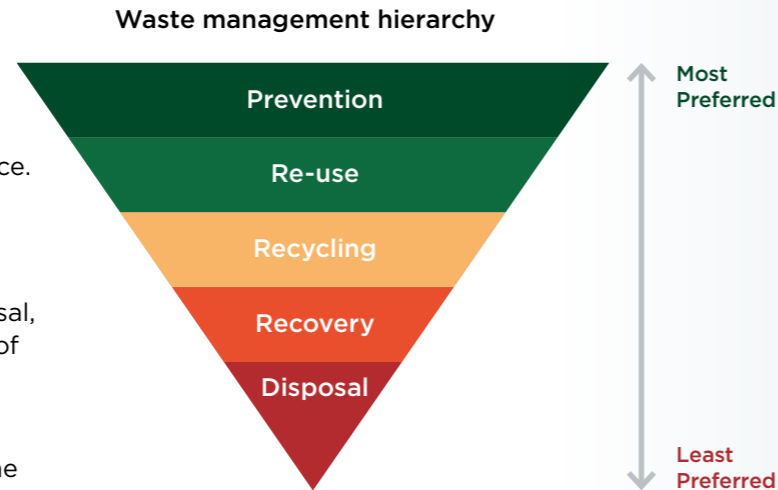 Waste management hierarchy
Most
Preferred
Prevention
ce.
Re-use
Recycling
sal,
of
Recovery
Disposal
Least
Preferred
ne